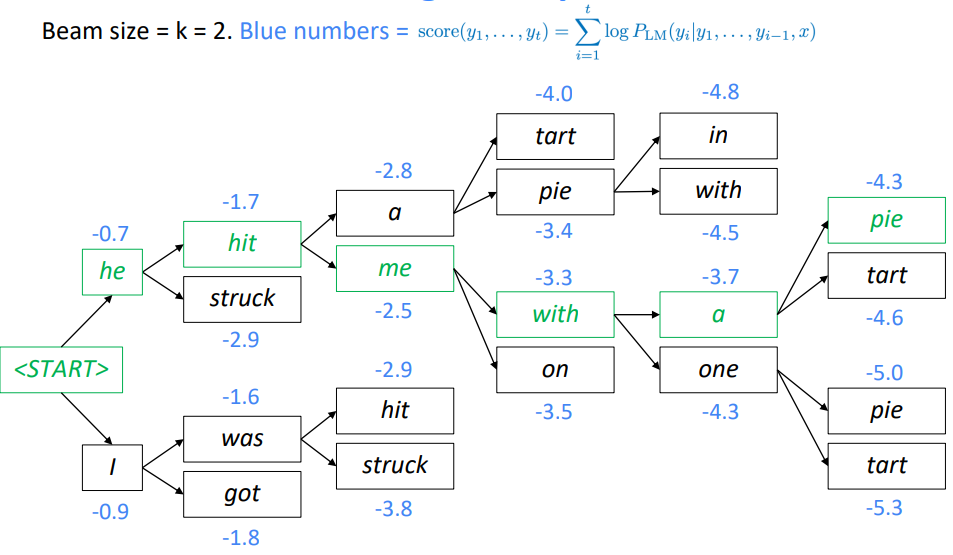 Beam size = k = 2. Blue numbers = score(y₁, . . . , yₜ) = ∑ᵢ₌₁ᵗ log P_LM(yᵢ|y₁, . . . , yᵢ₋₁, x)
-4.0
tart
-4.8
in
-2.8
a
pie
-3.4
with
-4.5
-4.3
pie
-1.7
hit
-0.7
he
me
-2.5
-3.3
with
-3.7
a
tart
-4.6
struck
-2.9
<START>
on
-3.5
one
-4.3
-5.0
pie
-2.9
hit
-1.6
was
I
-0.9
struck
-3.8
got
-1.8
tart
-5.3